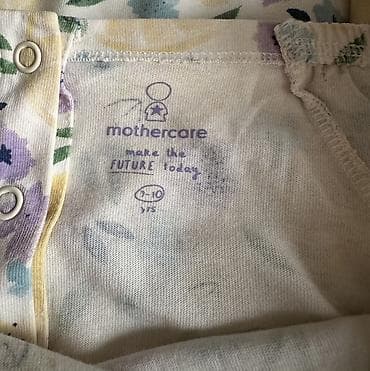 mothercare
make the
FUTURE today
9-10
yrs